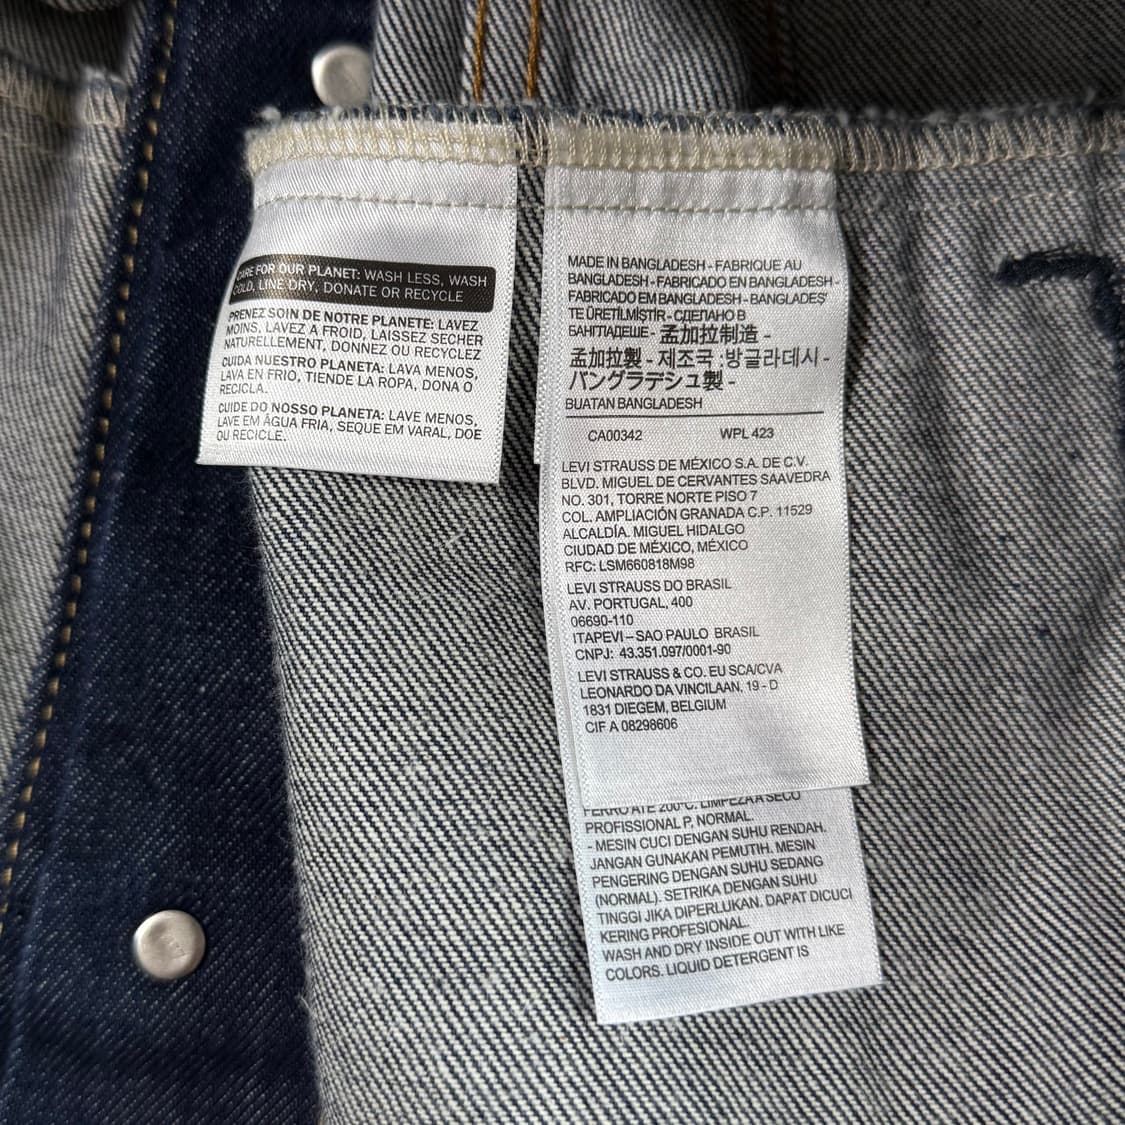 CARE FOR OUR PLANET: WASH LESS, WASH
COLD, LINE DRY, DONATE OR RECYCLE
PRENEZ SOIN DE NOTRE PLANETE: LAVEZ
MOINS, LAVEZ A FROID, LAISSEZ SECHER
NATURELLEMENT, DONNEZ OU RECYCLEZ
CUIDA NUESTRO PLANETA: LAVA MENOS,
LAVA EN FRIO, TIENDE LA ROPA, DONA O
RECICLA.
CUIDE DO NOSSO PLANETA: LAVE MENOS,
LAVE EM ÁGUA FRIA, SEQUE EM VARAL, DOE
OU RECICLE.
MADE IN BANGLADESH - FABRIQUE AU
BANGLADESH - FABRICADO EN BANGLADESH -
FABRICADO EM BANGLADESH - BANGLADEŞ'
TE ÜRETİLMİŞTİR - СДЕЛАНО В
БАНГЛАДЕШЕ - 孟加拉制造 -
孟加拉製 - 제조국 :방글라데시 -
バングラデシュ製 -
BUATAN BANGLADESH
CA00342 WPL 423
LEVI STRAUSS DE MÉXICO S.A. DE C.V.
BLVD. MIGUEL DE CERVANTES SAAVEDRA
NO. 301, TORRE NORTE PISO 7
COL. AMPLIACIÓN GRANADA C.P. 11529
ALCALDÍA. MIGUEL HIDALGO
CIUDAD DE MÉXICO, MÉXICO
RFC: LSM660818M98
LEVI STRAUSS DO BRASIL
AV. PORTUGAL, 400
06690-110
ITAPEVI – SAO PAULO BRASIL
CNPJ: 43.351.097/0001-90
LEVI STRAUSS & CO. EU SCA/CVA
LEONARDO DA VINCILAAN, 19 - D
1831 DIEGEM, BELGIUM
CIF A 08298606
FERRO ATÉ 200°C. LIMPEZA A SECO
PROFISSIONAL P, NORMAL.
- MESIN CUCI DENGAN SUHU RENDAH.
JANGAN GUNAKAN PEMUTIH. MESIN
PENGERING DENGAN SUHU SEDANG
(NORMAL). SETRIKA DENGAN SUHU
TINGGI JIKA DIPERLUKAN. DAPAT DICUCI
KERING PROFESIONAL.
WASH AND DRY INSIDE OUT WITH LIKE
COLORS. LIQUID DETERGENT IS